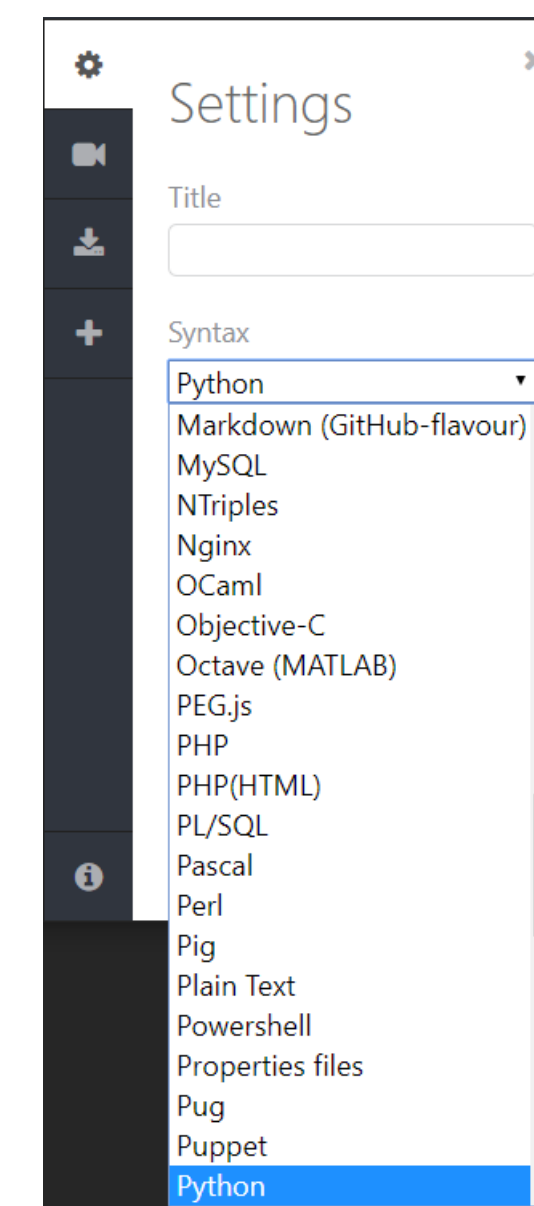 Settings
Title
Syntax
Python
Markdown (GitHub-flavour)
MySQL
NTriples
Nginx
OCaml
Objective-C
Octave (MATLAB)
PEG.js
PHP
PHP(HTML)
PL/SQL
Pascal
Perl
Pig
Plain Text
Powershell
Properties files
Pug
Puppet
Python